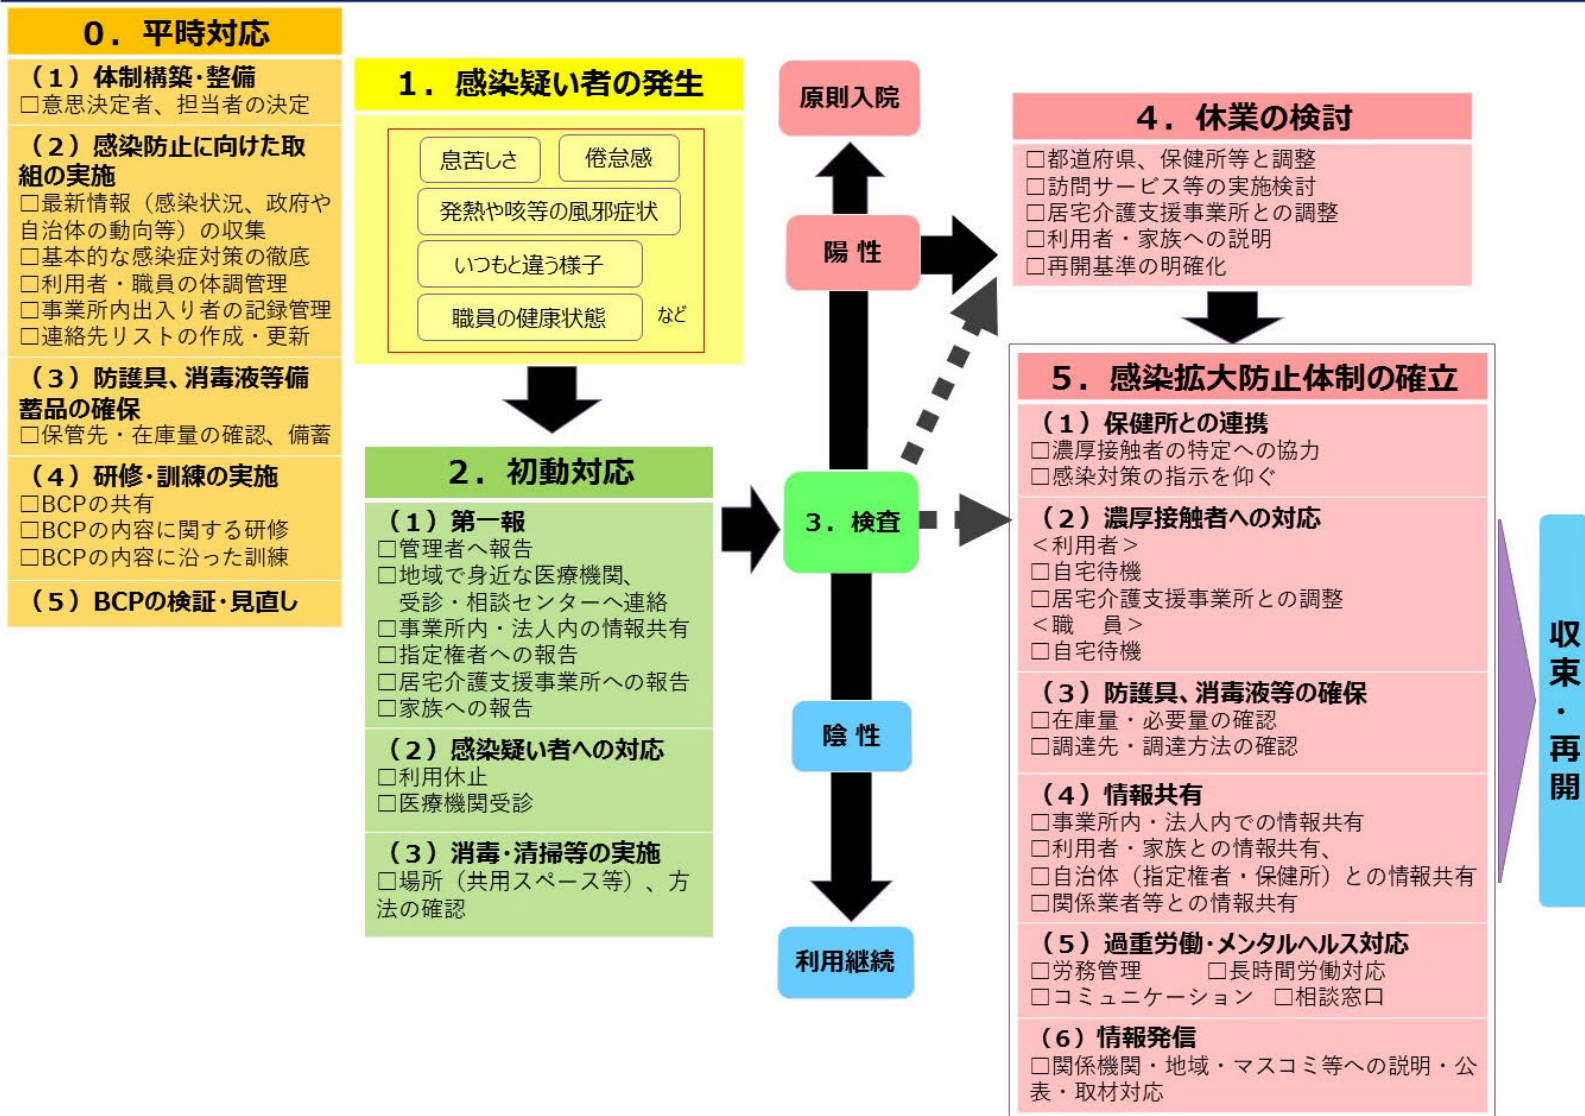 0．平時対応
（1）体制構築・整備
□意思決定者、担当者の決定
（2）感染防止に向けた取
組の実施
□最新情報（感染状況、政府や
自治体の動向等）の収集
□基本的な感染症対策の徹底
□利用者・職員の体調管理
□事業所内出入り者の記録管理
□連絡先リストの作成・更新
（3）防護具、消毒液等備
蓄品の確保
□保管先・在庫量の確認、備蓄
（4）研修・訓練の実施
□BCPの共有
□BCPの内容に関する研修
□BCPの内容に沿った訓練
（5）BCPの検証・見直し
1．感染疑い者の発生
息苦しさ
倦怠感
発熱や咳等の風邪症状
いつもと違う様子
職員の健康状態
など
2．初動対応
（1）第一報
□管理者へ報告
□地域で身近な医療機関、
受診・相談センターへ連絡
□事業所内・法人内の情報共有
□指定権者への報告
□居宅介護支援事業所への報告
□家族への報告
（2）感染疑い者への対応
□利用休止
□医療機関受診
（3）消毒・清掃等の実施
□場所（共用スペース等）、方
法の確認
原則入院
陽 性
3．検査
陰 性
利用継続
4．休業の検討
□都道府県、保健所等と調整
□訪問サービス等の実施検討
□居宅介護支援事業所との調整
□利用者・家族への説明
□再開基準の明確化
5．感染拡大防止体制の確立
（1）保健所との連携
□濃厚接触者の特定への協力
□感染対策の指示を仰ぐ
（2）濃厚接触者への対応
＜利用者＞
□自宅待機
□居宅介護支援事業所との調整
＜職　員＞
□自宅待機
（3）防護具、消毒液等の確保
□在庫量・必要量の確認
□調達先・調達方法の確認
（4）情報共有
□事業所内・法人内での情報共有
□利用者・家族との情報共有、
□自治体（指定権者・保健所）との情報共有
□関係業者等との情報共有
（5）過重労働・メンタルヘルス対応
□労務管理　□長時間労働対応
□コミュニケーション　□相談窓口
（6）情報発信
□関係機関・地域・マスコミ等への説明・公
表・取材対応
収束・再開